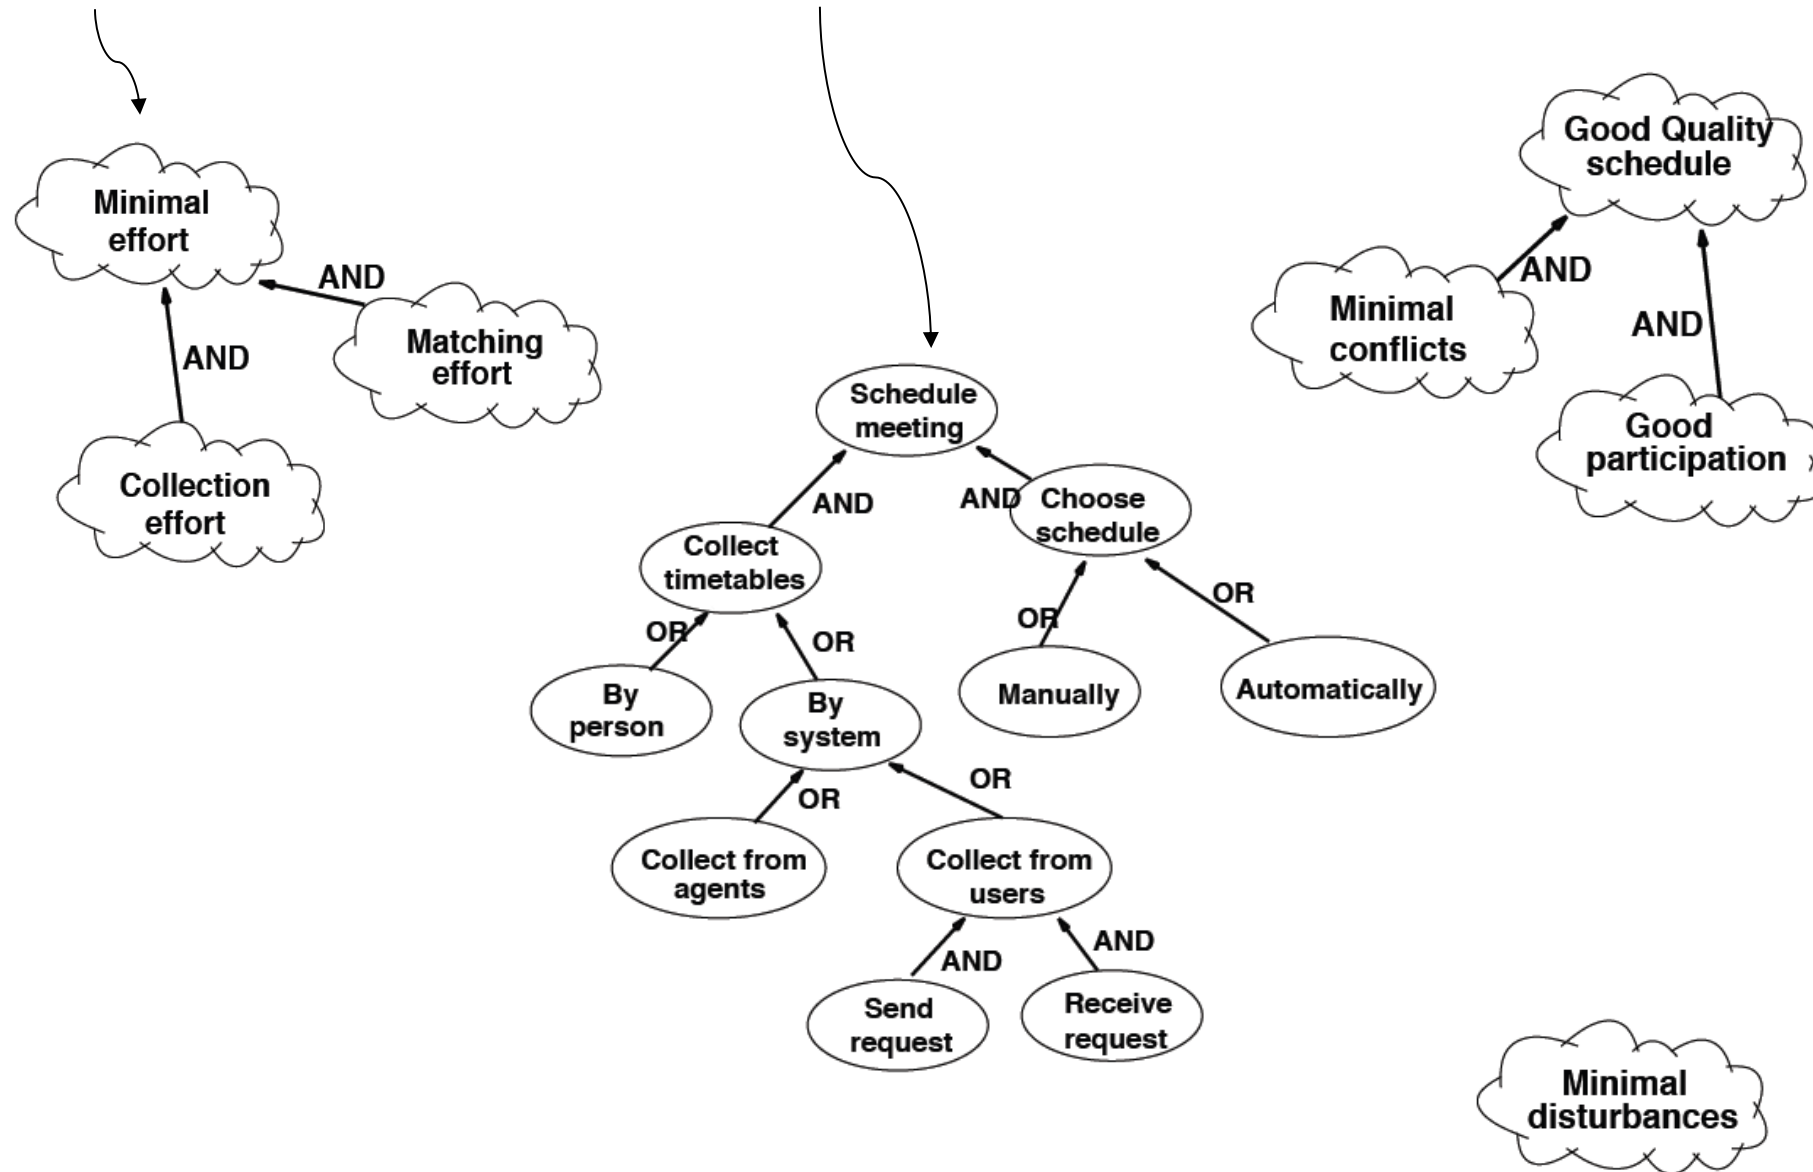 Minimal
effort
AND
Matching
effort
AND
Collection
effort
Good Quality
schedule
AND
Minimal
conflicts
AND
Good
participation
Schedule
meeting
AND
AND
Choose
schedule
Collect
timetables
OR
OR
OR
OR
By
person
By
system
Manually
Automatically
OR
OR
Collect from
agents
Collect from
users
AND
AND
Send
request
Receive
request
Minimal
disturbances